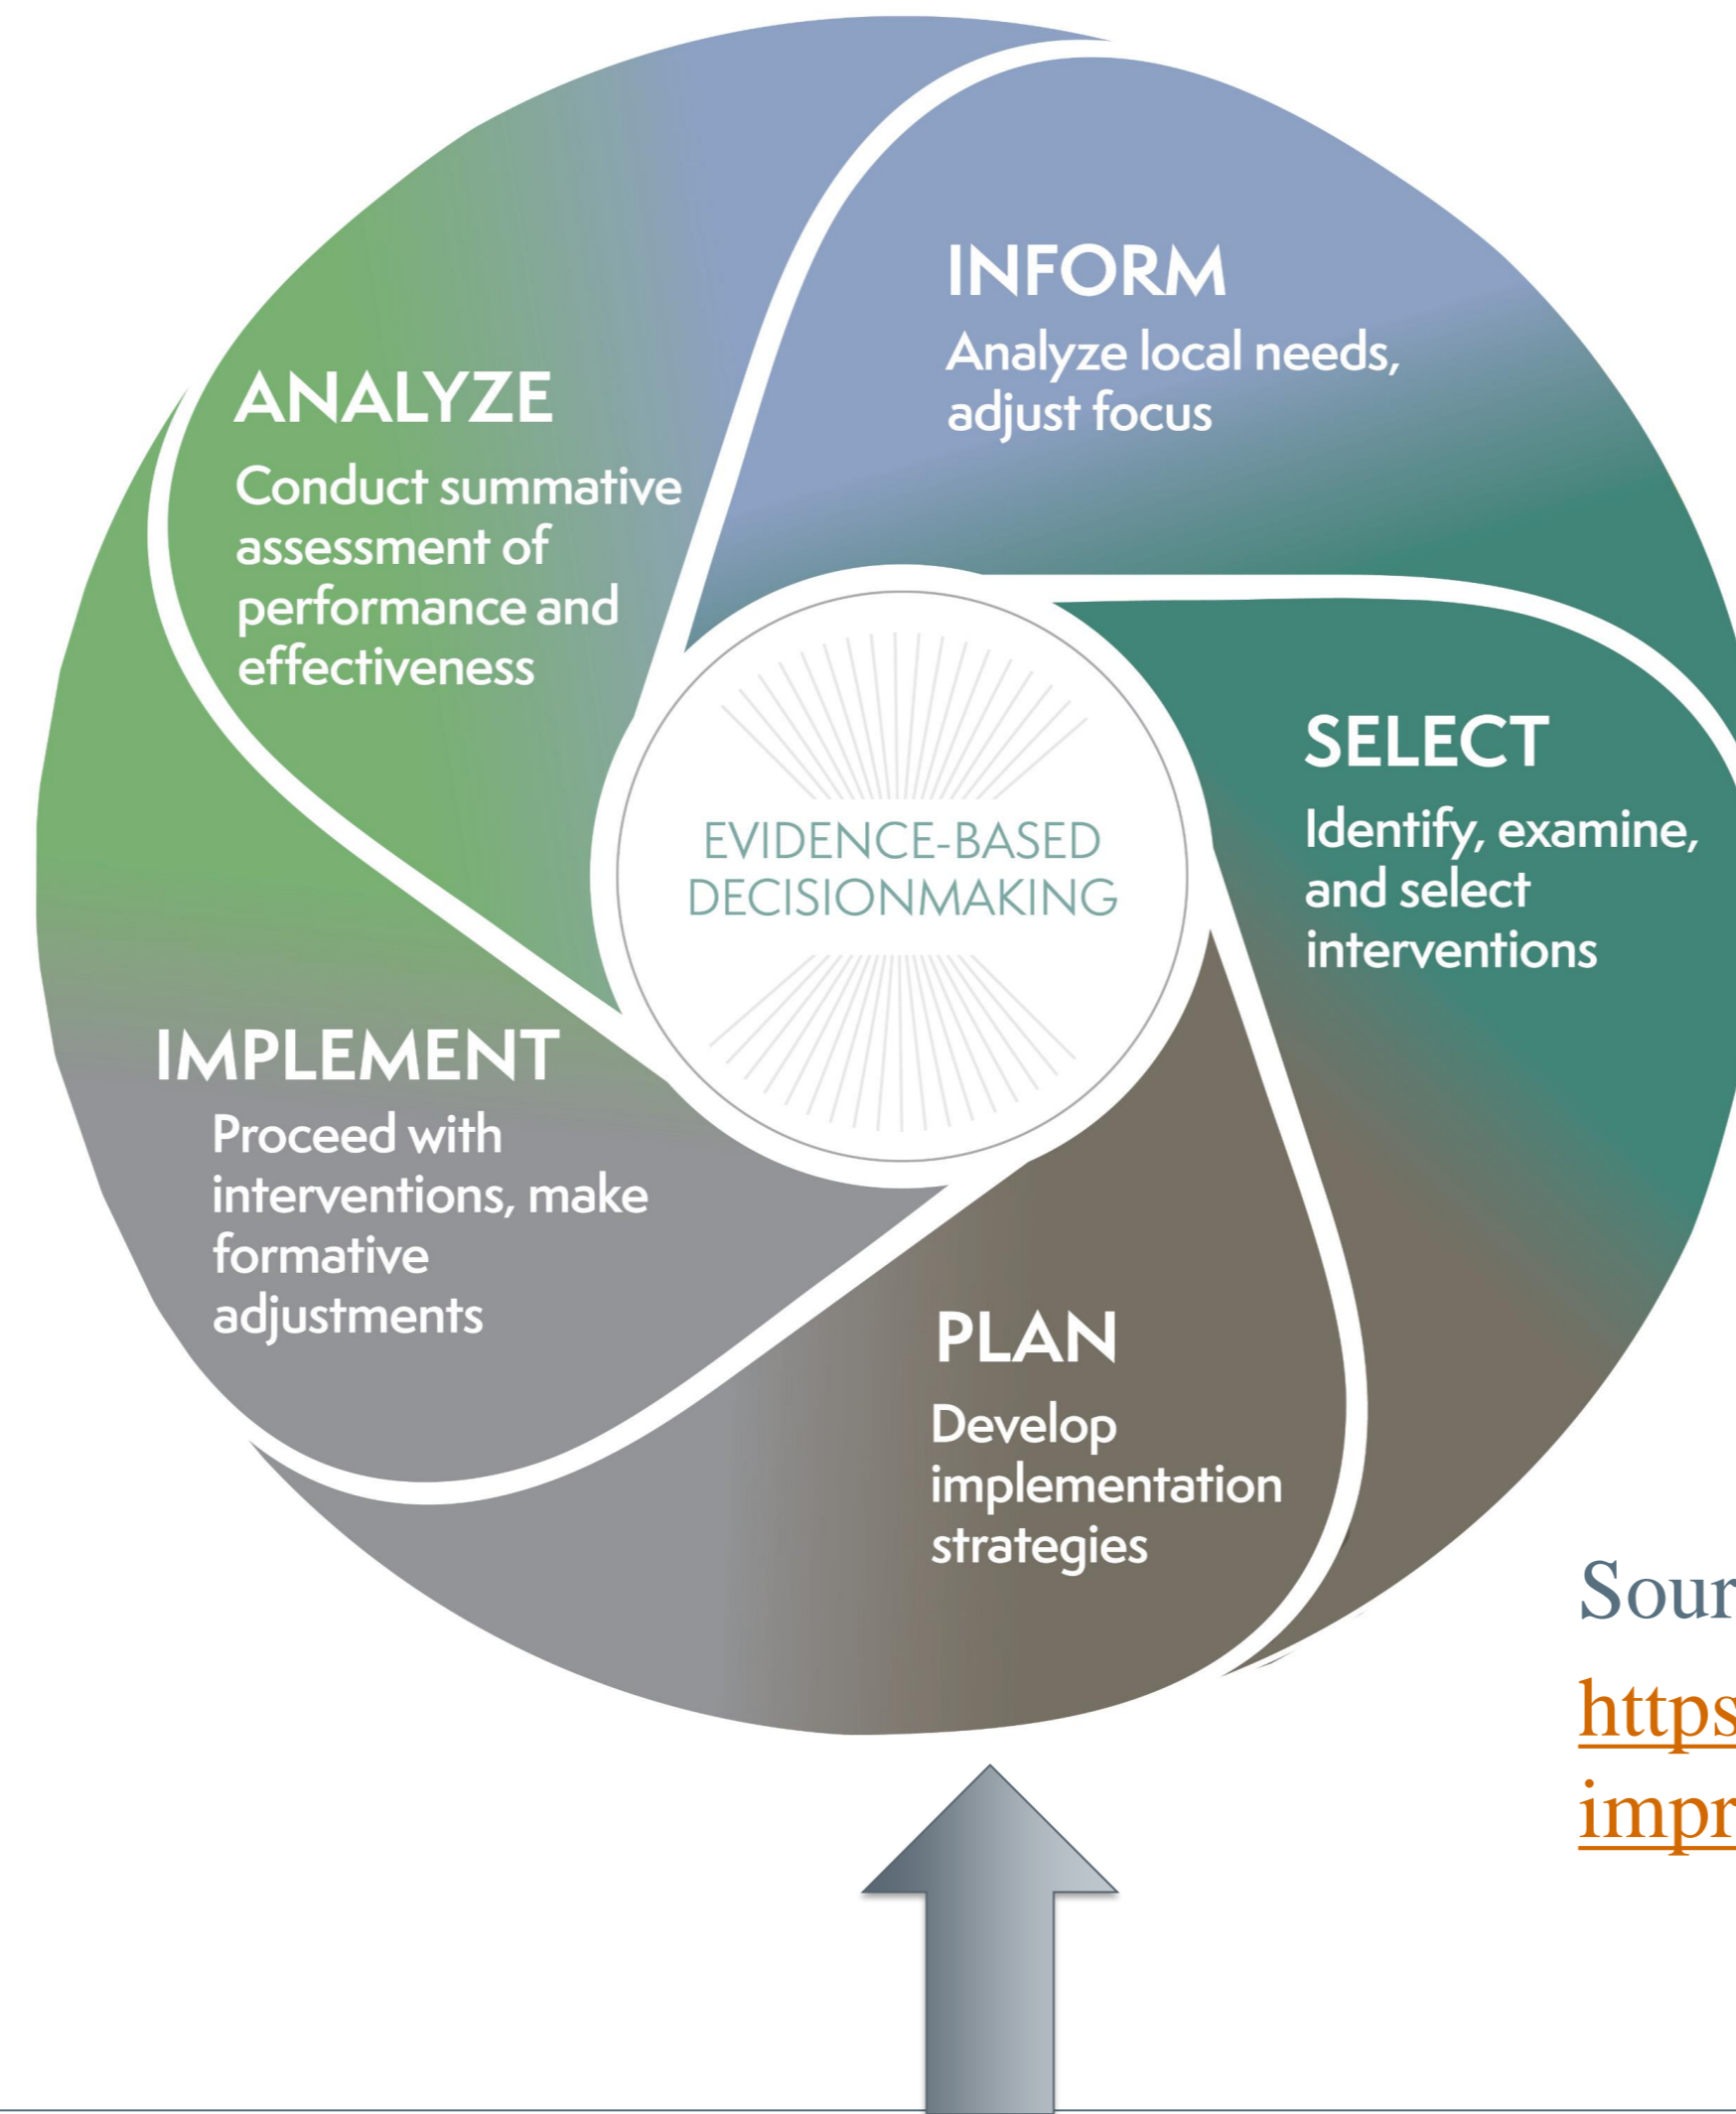 INFORM
Analyze local needs,
adjust focus
ANALYZE
Conduct summative
assessment of
performance and
effectiveness
SELECT
Identify, examine,
and select
interventions
EVIDENCE-BASED
DECISIONMAKING
IMPLEMENT
Proceed with
interventions, make
formative
adjustments
PLAN
Develop
implementation
strategies